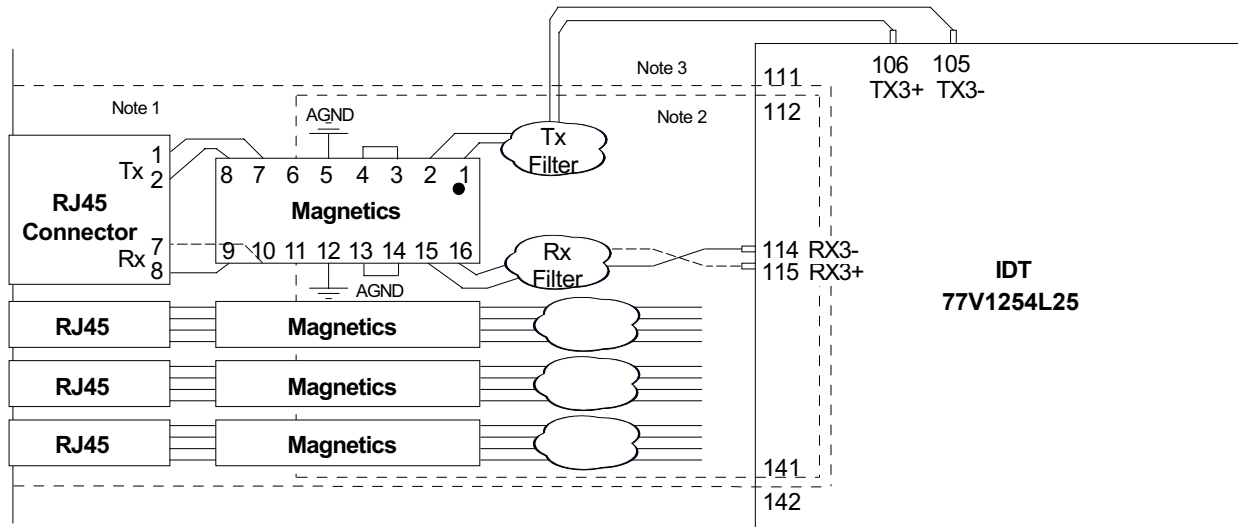 106 105
TX3+ TX3-
Note 3
111
112
Note 1
AGND
Note 2
Tx
Filter
1
Tx 2
8 7 6 5 4 3 2 1
RJ45
Connector
Magnetics
7
Rx 8
9 10 11 12 13 14 15 16
Rx
Filter
114 RX3-
115 RX3+
IDT
77V1254L25
AGND
RJ45 Magnetics
RJ45 Magnetics
RJ45 Magnetics
141
142